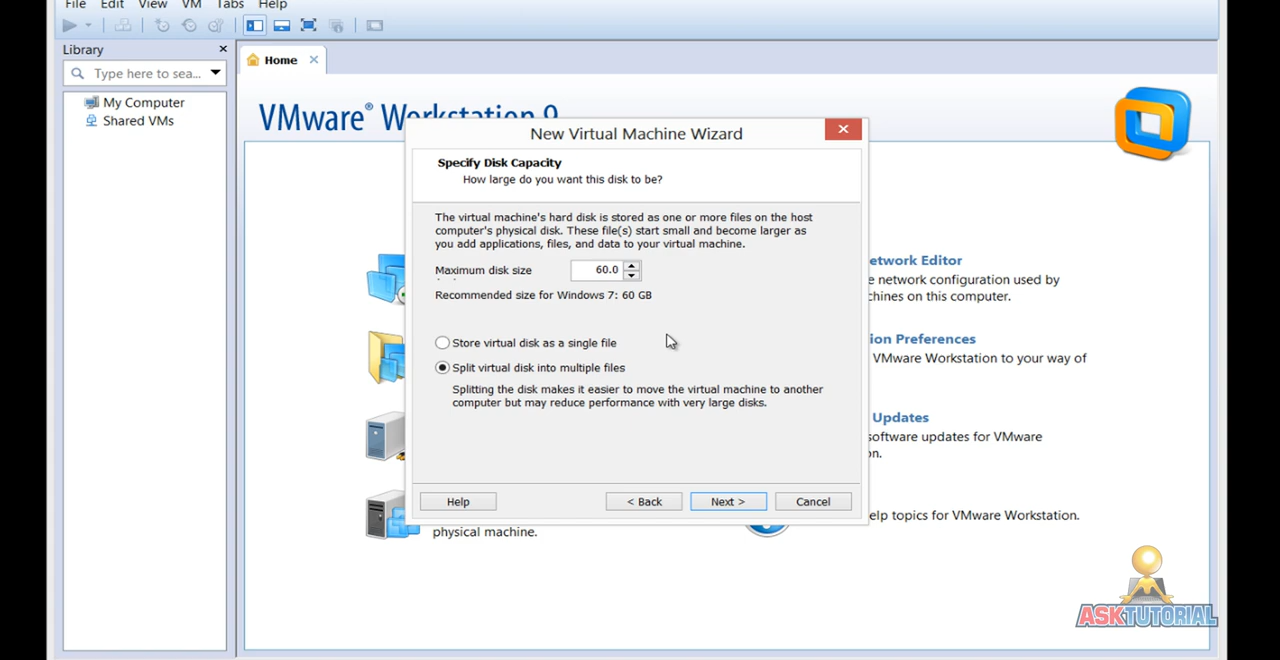 File Edit View VM Tabs Help
Library
Type here to sea...
My Computer
Shared VMs
Home
VMware® Workstation 9
New Virtual Machine Wizard
Specify Disk Capacity
How large do you want this disk to be?
The virtual machine's hard disk is stored as one or more files on the host
computer's physical disk. These file(s) start small and become larger as
you add applications, files, and data to your virtual machine.
Maximum disk size
60.0
Recommended size for Windows 7: 60 GB
Store virtual disk as a single file
Split virtual disk into multiple files
Splitting the disk makes it easier to move the virtual machine to another
computer but may reduce performance with very large disks.
Help
< Back
Next >
Cancel
etwork Editor
e network configuration used by
chines on this computer.
ion Preferences
VMware Workstation to your way of
Updates
software updates for VMware
on.
elp topics for VMware Workstation.
physical machine.
ASKTUTORIAL